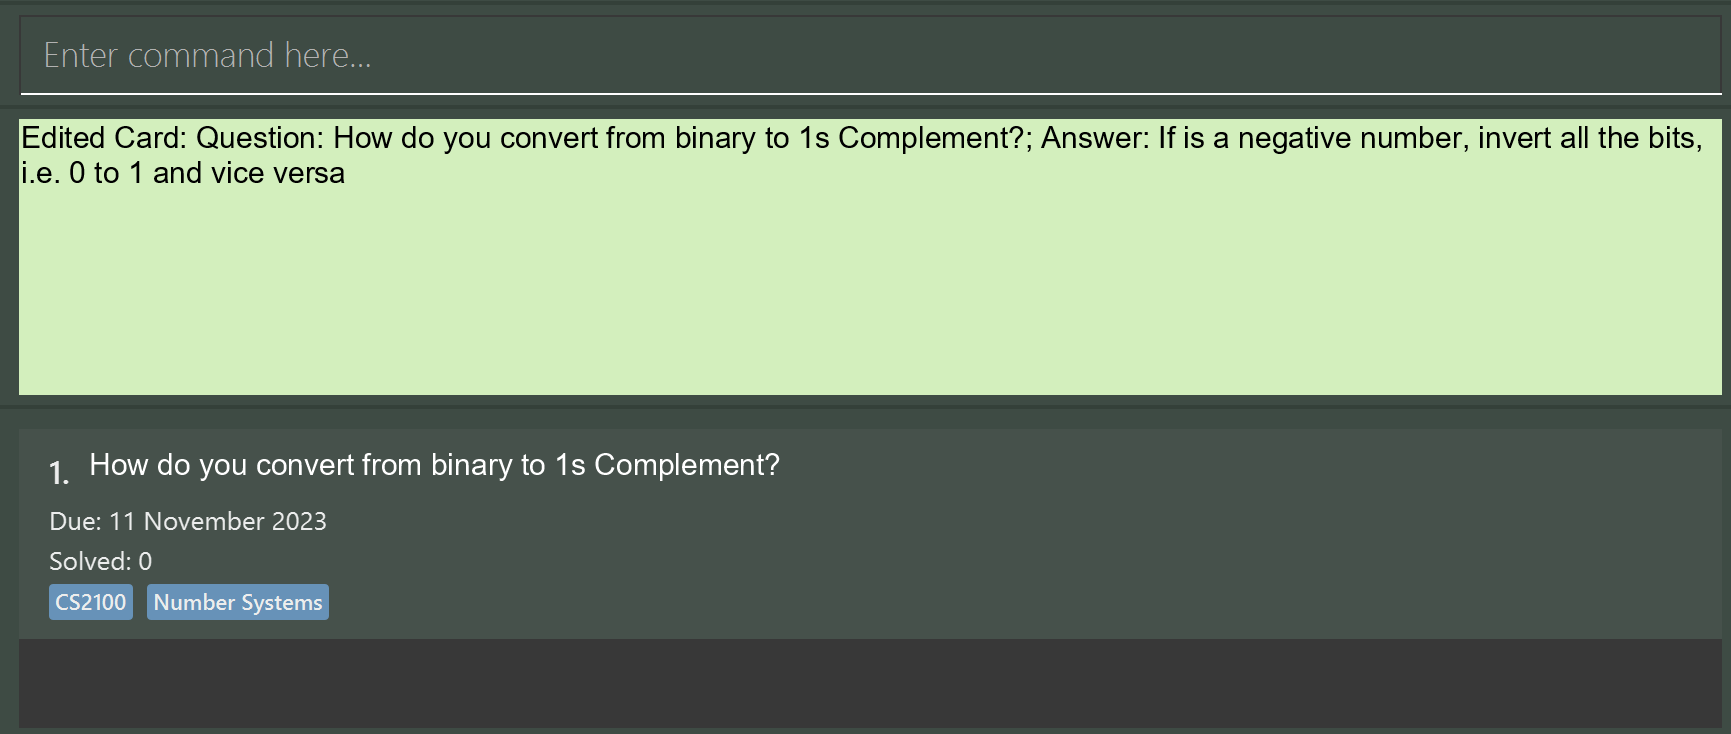 Enter command here...
Edited Card: Question: How do you convert from binary to 1s Complement?; Answer: If is a negative number, invert all the bits,
i.e. 0 to 1 and vice versa
1. How do you convert from binary to 1s Complement?
Due: 11 November 2023
Solved: 0
CS2100 Number Systems